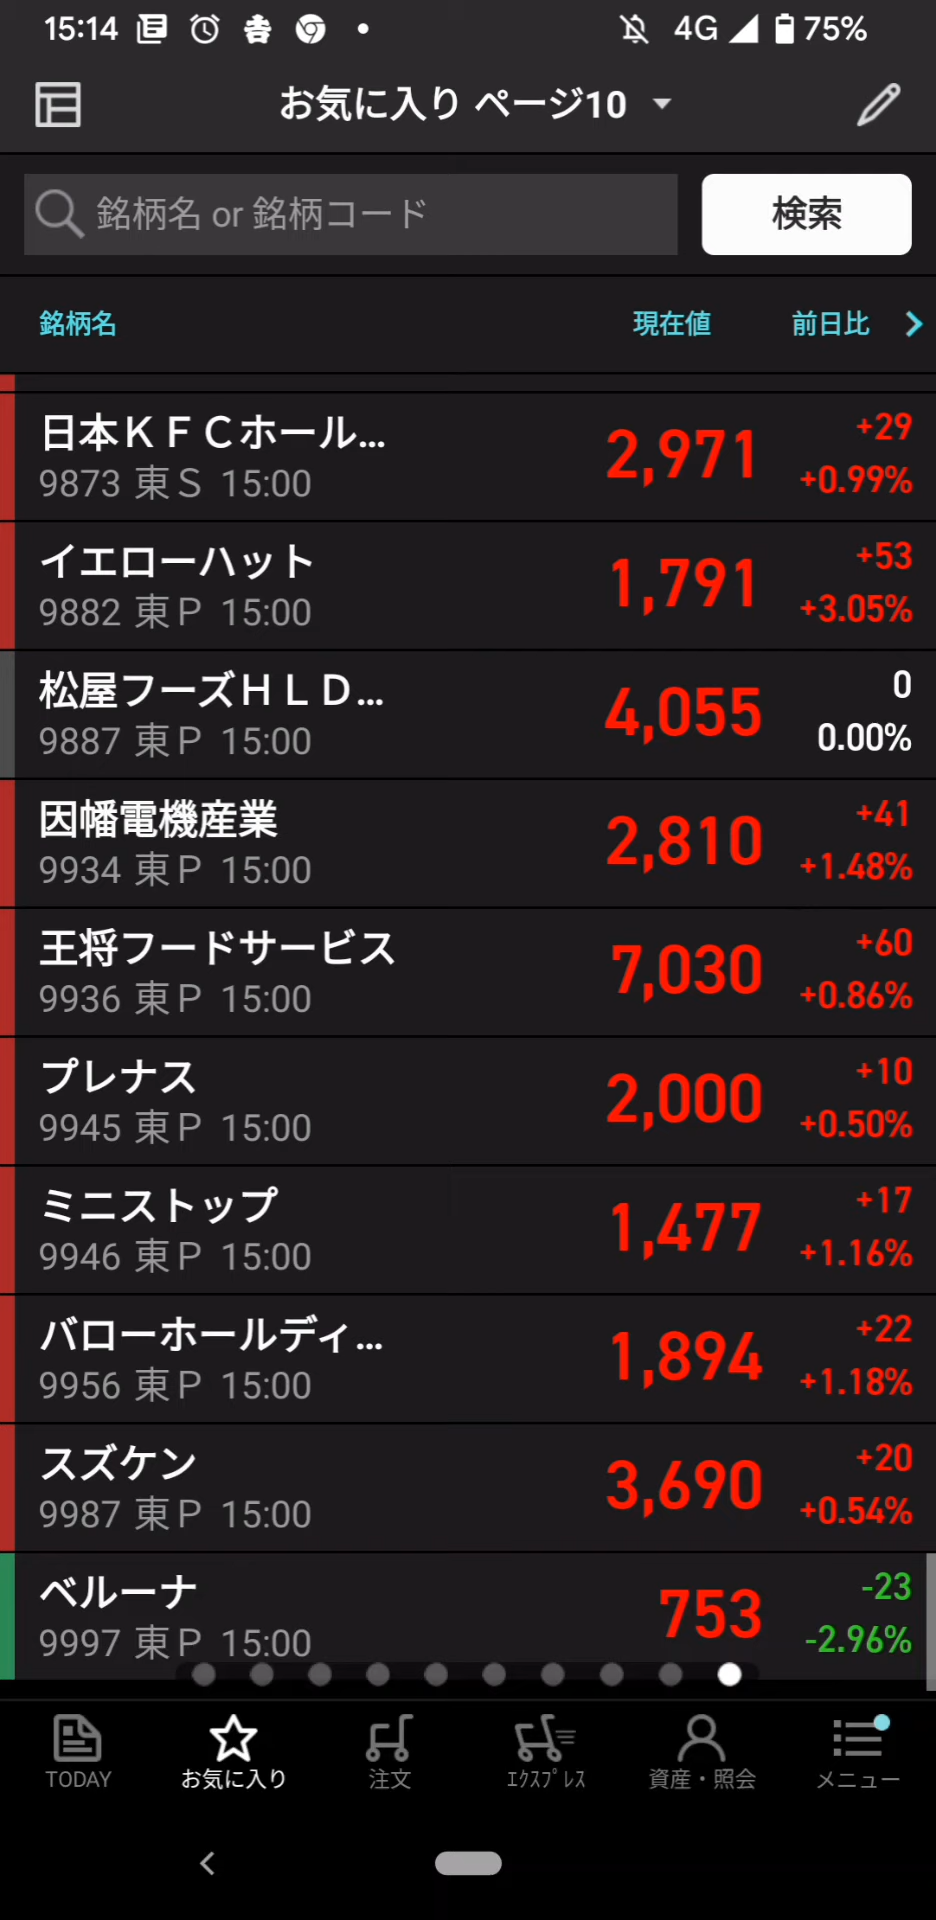 15:14 4G 75%
お気に入り ページ10
銘柄名 or 銘柄コード 検索
銘柄名 現在値 前日比
日本ＫＦＣホール... 2,971 +29
9873 東Ｓ 15:00 +0.99%
イエローハット 1,791 +53
9882 東Ｐ 15:00 +3.05%
松屋フーズＨＬＤ... 4,055 0
9887 東Ｐ 15:00 0.00%
因幡電機産業 2,810 +41
9934 東Ｐ 15:00 +1.48%
王将フードサービス 7,030 +60
9936 東Ｐ 15:00 +0.86%
プレナス 2,000 +10
9945 東Ｐ 15:00 +0.50%
ミニストップ 1,477 +17
9946 東Ｐ 15:00 +1.16%
バローホールディ... 1,894 +22
9956 東Ｐ 15:00 +1.18%
スズケン 3,690 +20
9987 東Ｐ 15:00 +0.54%
ベルーナ 753 -23
9997 東Ｐ 15:00 -2.96%
TODAY お気に入り 注文 ｴｸｽﾌﾟﾚｽ 資産・照会 メニュー